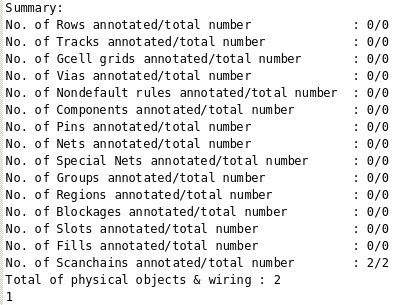 Summary:
No. of Rows annotated/total number : 0/0
No. of Tracks annotated/total number : 0/0
No. of Gcell grids annotated/total number : 0/0
No. of Vias annotated/total number : 0/0
No. of Nondefault rules annotated/total number : 0/0
No. of Components annotated/total number : 0/0
No. of Pins annotated/total number : 0/0
No. of Nets annotated/total number : 0/0
No. of Special Nets annotated/total number : 0/0
No. of Groups annotated/total number : 0/0
No. of Regions annotated/total number : 0/0
No. of Blockages annotated/total number : 0/0
No. of Slots annotated/total number : 0/0
No. of Fills annotated/total number : 0/0
No. of Scanchains annotated/total number : 2/2
Total of physical objects & wiring : 2
1